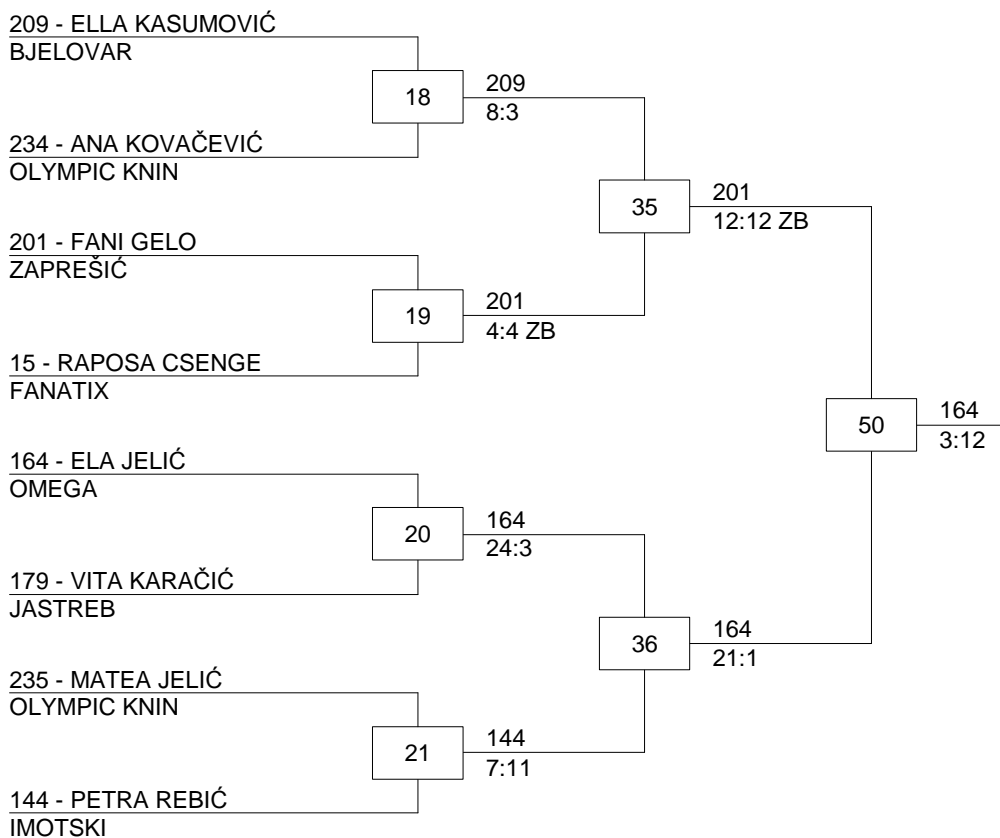 209 - ELLA KASUMOVIĆ
BJELOVAR
18
209
8:3
234 - ANA KOVAČEVIĆ
OLYMPIC KNIN
35
201
12:12 ZB
201 - FANI GELO
ZAPREŠIĆ
19
201
4:4 ZB
15 - RAPOSA CSENGE
FANATIX
50
164
3:12
164 - ELA JELIĆ
OMEGA
20
164
24:3
179 - VITA KARAČIĆ
JASTREB
36
164
21:1
235 - MATEA JELIĆ
OLYMPIC KNIN
21
144
7:11
144 - PETRA REBIĆ
IMOTSKI